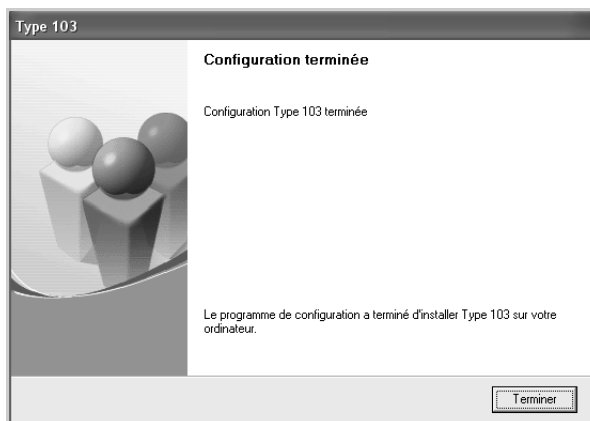 Type 103
Configuration terminée
Configuration Type 103 terminée
Le programme de configuration a terminé d'installer Type 103 sur votre
ordinateur.
Terminer